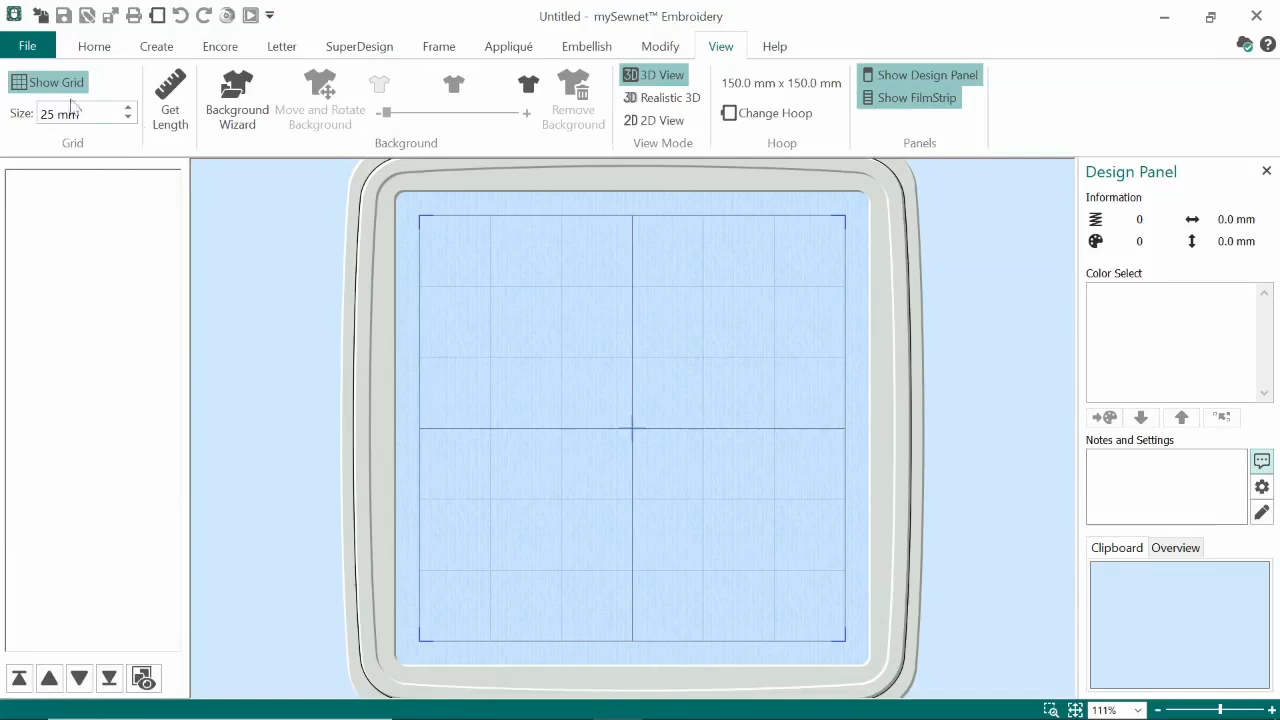 Untitled - mySewnet™ Embroidery
File Home Create Encore Letter SuperDesign Frame Appliqué Embellish Modify View Help
Show Grid
Size: 25 mm
Grid
Get Length
Background Wizard
Move and Rotate Background
Remove Background
Background
3D 3D View
3D Realistic 3D
2D 2D View
View Mode
150.0 mm x 150.0 mm
Change Hoop
Hoop
Show Design Panel
Show FilmStrip
Panels
Design Panel
Information
0 0.0 mm
0 0.0 mm
Color Select
Notes and Settings
Clipboard Overview
111%